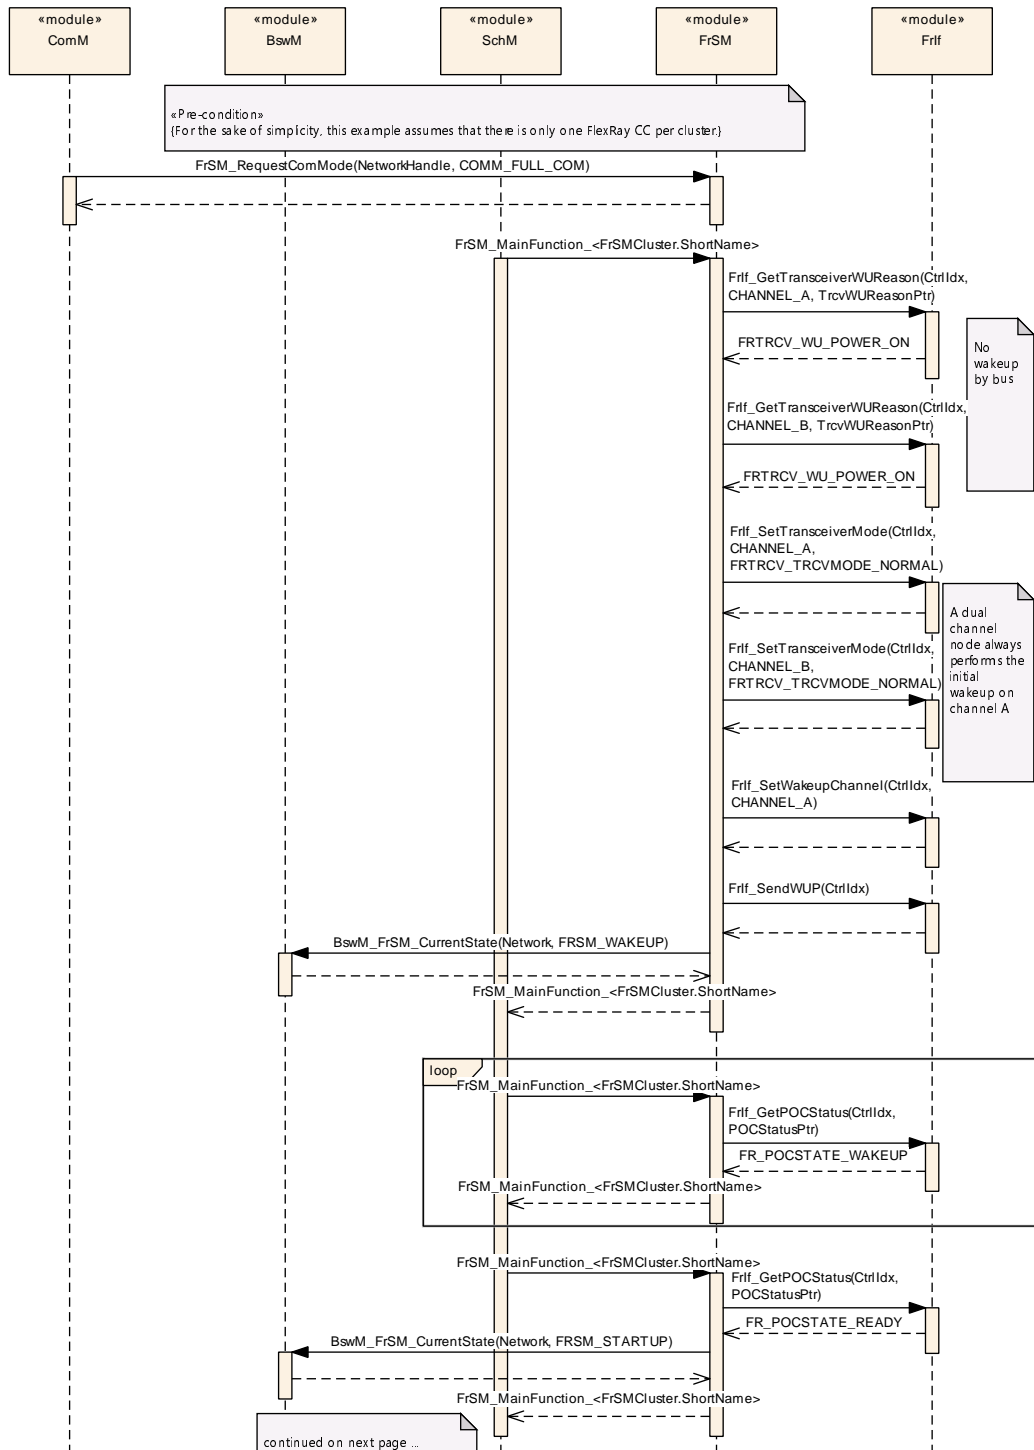 «module»
ComM
«module»
BswM
«module»
SchM
«module»
FrSM
«module»
FrIf
«Pre-condition»
{For the sake of simplicity, this example assumes that there is only one FlexRay CC per cluster.}
FrSM_RequestComMode(NetworkHandle, COMM_FULL_COM)
FrSM_MainFunction_<FrSMCluster.ShortName>
FrIf_GetTransceiverWUReason(CtrlIdx,
CHANNEL_A, TrcvWUReasonPtr)
FRTRCV_WU_POWER_ON
No
wakeup
by bus
FrIf_GetTransceiverWUReason(CtrlIdx,
CHANNEL_B, TrcvWUReasonPtr)
FRTRCV_WU_POWER_ON
FrIf_SetTransceiverMode(CtrlIdx,
CHANNEL_A,
FRTRCV_TRCVMODE_NORMAL)
A dual
channel
node always
performs the
initial
wakeup on
channel A
FrIf_SetTransceiverMode(CtrlIdx,
CHANNEL_B,
FRTRCV_TRCVMODE_NORMAL)
FrIf_SetWakeupChannel(CtrlIdx,
CHANNEL_A)
FrIf_SendWUP(CtrlIdx)
BswM_FrSM_CurrentState(Network, FRSM_WAKEUP)
FrSM_MainFunction_<FrSMCluster.ShortName>
loop
FrSM_MainFunction_<FrSMCluster.ShortName>
FrIf_GetPOCStatus(CtrlIdx,
POCStatusPtr)
FR_POCSTATE_WAKEUP
FrSM_MainFunction_<FrSMCluster.ShortName>
FrSM_MainFunction_<FrSMCluster.ShortName>
FrIf_GetPOCStatus(CtrlIdx,
POCStatusPtr)
FR_POCSTATE_READY
BswM_FrSM_CurrentState(Network, FRSM_STARTUP)
FrSM_MainFunction_<FrSMCluster.ShortName>
continued on next page ...